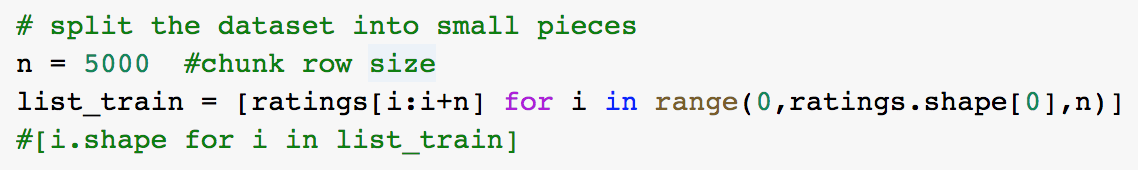 # split the dataset into small pieces
n = 5000  #chunk row size
list_train = [ratings[i:i+n] for i in range(0,ratings.shape[0],n)]
#[i.shape for i in list_train]